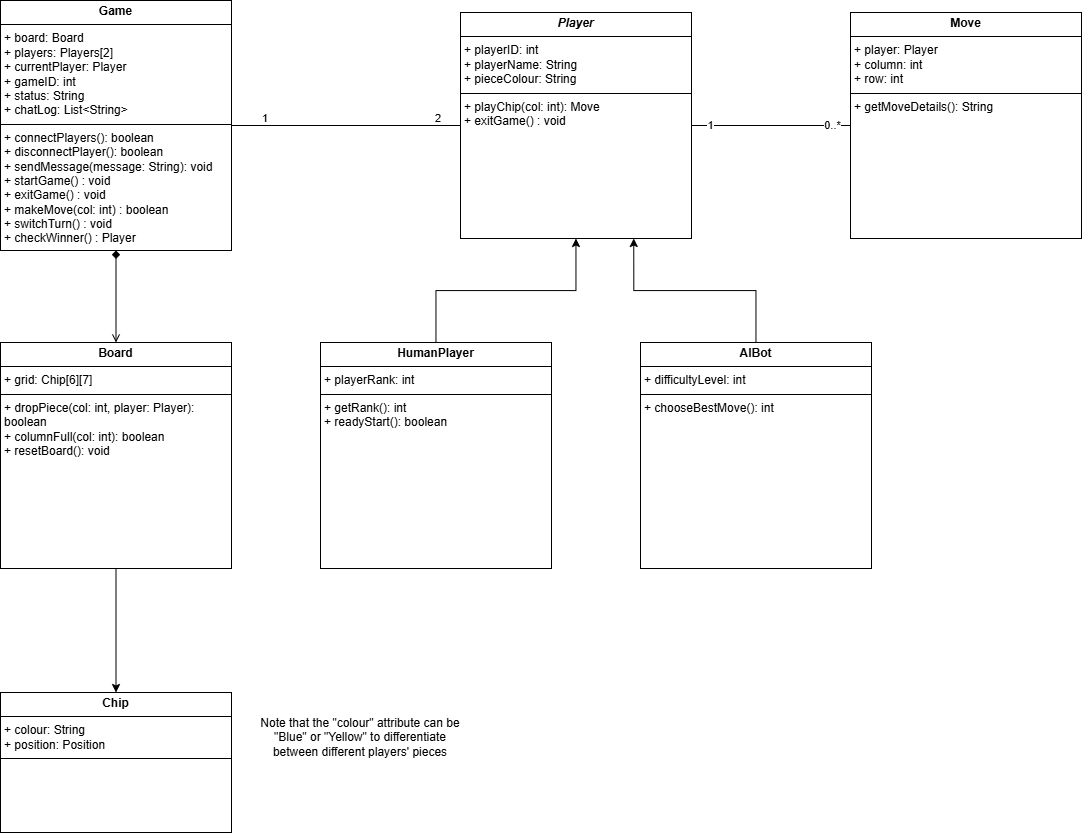 Game
+ board: Board
+ players: Players[2]
+ currentPlayer: Player
+ gameID: int
+ status: String
+ chatLog: List<String>
+ connectPlayers(): boolean
+ disconnectPlayer(): boolean
+ sendMessage(message: String): void
+ startGame() : void
+ exitGame() : void
+ makeMove(col: int) : boolean
+ switchTurn() : void
+ checkWinner() : Player
1
2
Player
+ playerID: int
+ playerName: String
+ pieceColour: String
+ playChip(col: int): Move
+ exitGame() : void
1
0..*
Move
+ player: Player
+ column: int
+ row: int
+ getMoveDetails(): String
Board
+ grid: Chip[6][7]
+ dropPiece(col: int, player: Player):
boolean
+ columnFull(col: int): boolean
+ resetBoard(): void
HumanPlayer
+ playerRank: int
+ getRank(): int
+ readyStart(): boolean
AIBot
+ difficultyLevel: int
+ chooseBestMove(): int
Chip
+ colour: String
+ position: Position
Note that the "colour" attribute can be
"Blue" or "Yellow" to differentiate
between different players' pieces